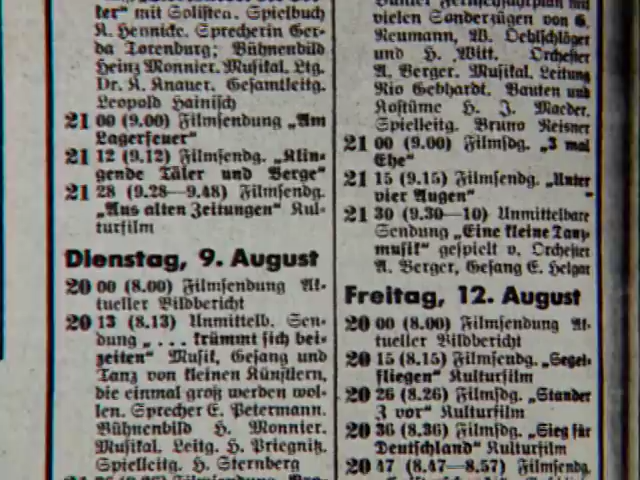 ker" mit Solisten. Spielbuch
K. Hennicke. Sprecherin Ger-
da Torenburg; Bühnenbild
Heinz Monnier. Musikal. Ltg.
Dr. K. Knauer. Gesamtleitg.
Leopold Hainisch
21 00 (9.00) Filmsendung „Am
Lagerfeuer"
21 12 (9.12) Filmsendg. „Klin-
gende Täler und Berge"
21 28 (9.28—9.48) Filmsendg.
„Aus alten Zeitungen" Kul-
turfilm
Dienstag, 9. August
20 00 (8.00) Filmsendung Ak-
tueller Bildbericht
20 13 (8.13) Unmittelb. Sen-
dung „ . . . krümmt sich bei-
zeiten" Musik, Gesang und
Tanz von kleinen Künstlern,
die einmal groß werden wol-
len. Sprecher E. Petermann.
Bühnenbild H. Monnier.
Musikal. Leitg. H. Priegnitz.
Spielleitg. H. Sternberg
vielen Sonderzügen von G.
Neumann, W. Oehlschläger
und H. Witt. Orchester
A. Berger. Musikal. Leitung
Rio Gebhardt. Bauten und
Kostüme H. J. Maeder.
Spielleitg. Bruno Reisner
21 00 (9.00) Filmsdg. „3 mal
Ehe"
21 15 (9.15) Filmsendg. „Unter
vier Augen"
21 30 (9.30—10) Unmittelbare
Sendung „Eine kleine Tanz-
musik" gespielt v. Orchester
A. Berger, Gesang E. Helgar
Freitag, 12. August
20 00 (8.00) Filmsendung Ak-
tueller Bildbericht
20 15 (8.15) Filmsendg. „Segel-
fliegen" Kulturfilm
20 26 (8.26) Filmsdg. „Stander
Z vor" Kulturfilm
20 36 (8.36) Filmsdg. „Sieg für
Deutschland" Kulturfilm
20 47 (8.47—8.57) Filmsendg.